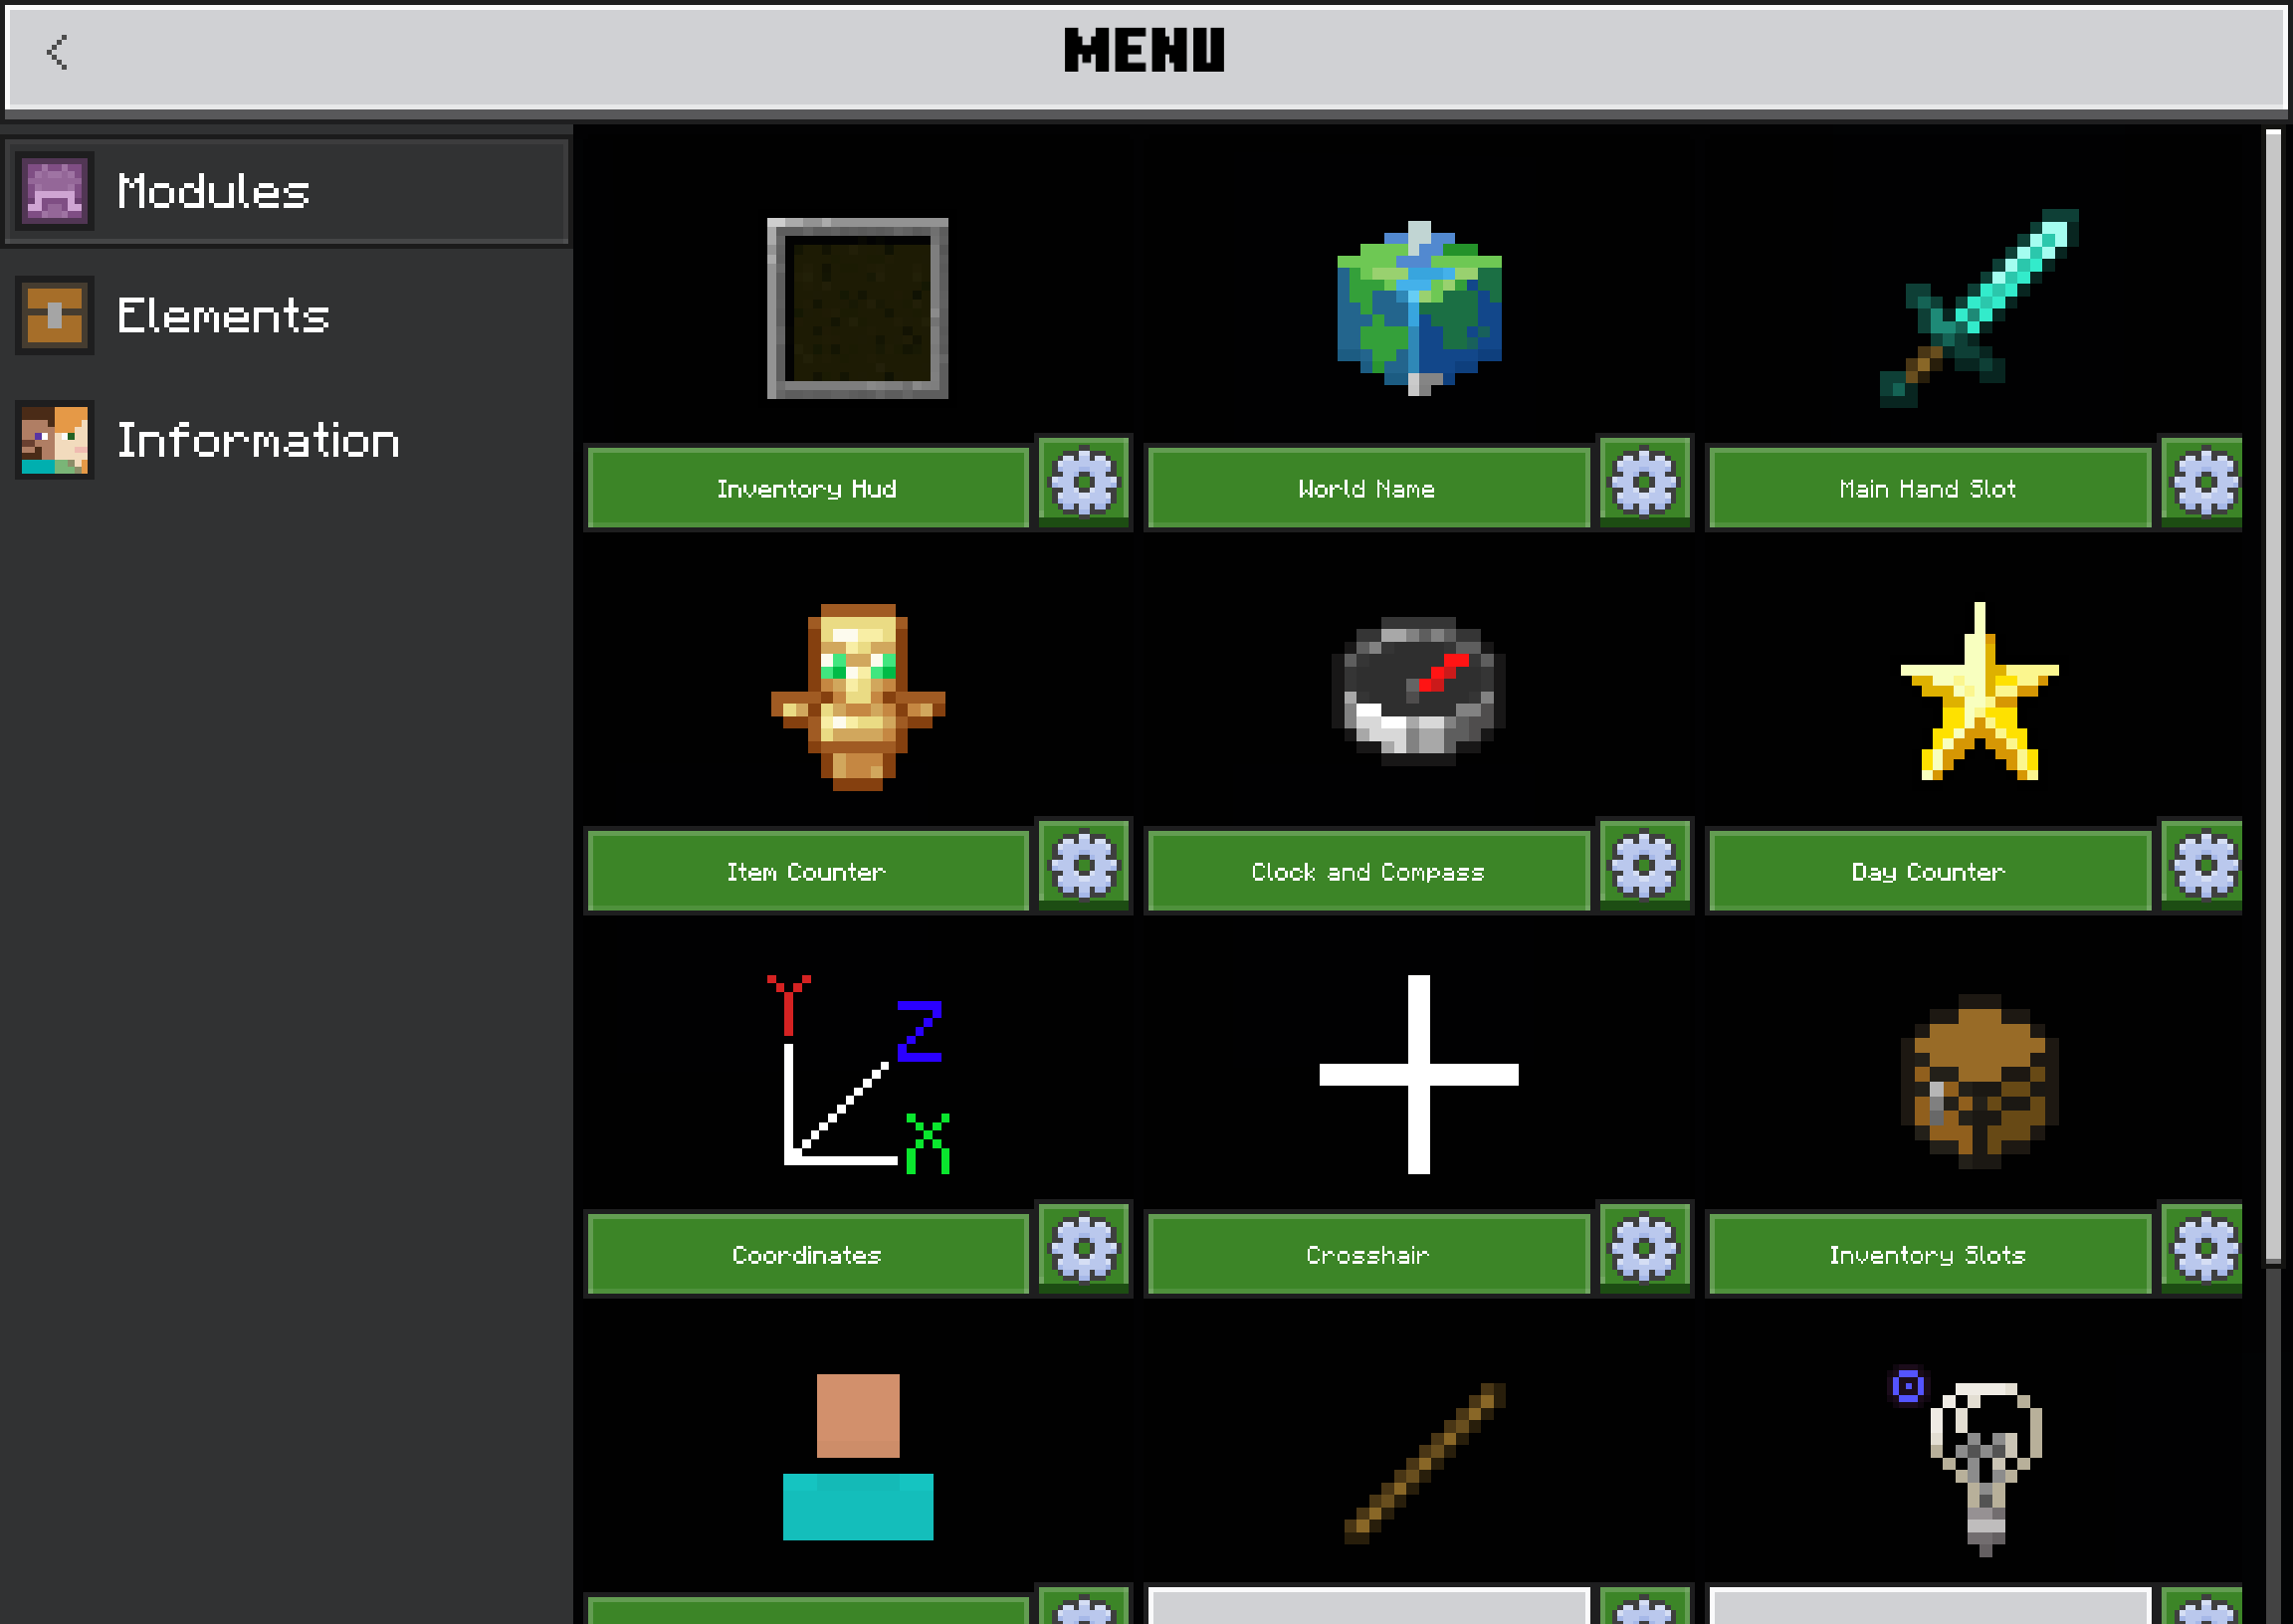 MENU
Modules
Elements
Information
Inventory Hud
World Name
Main Hand Slot
Item Counter
Clock and Compass
Day Counter
Y
Z
X
Coordinates
Crosshair
Inventory Slots